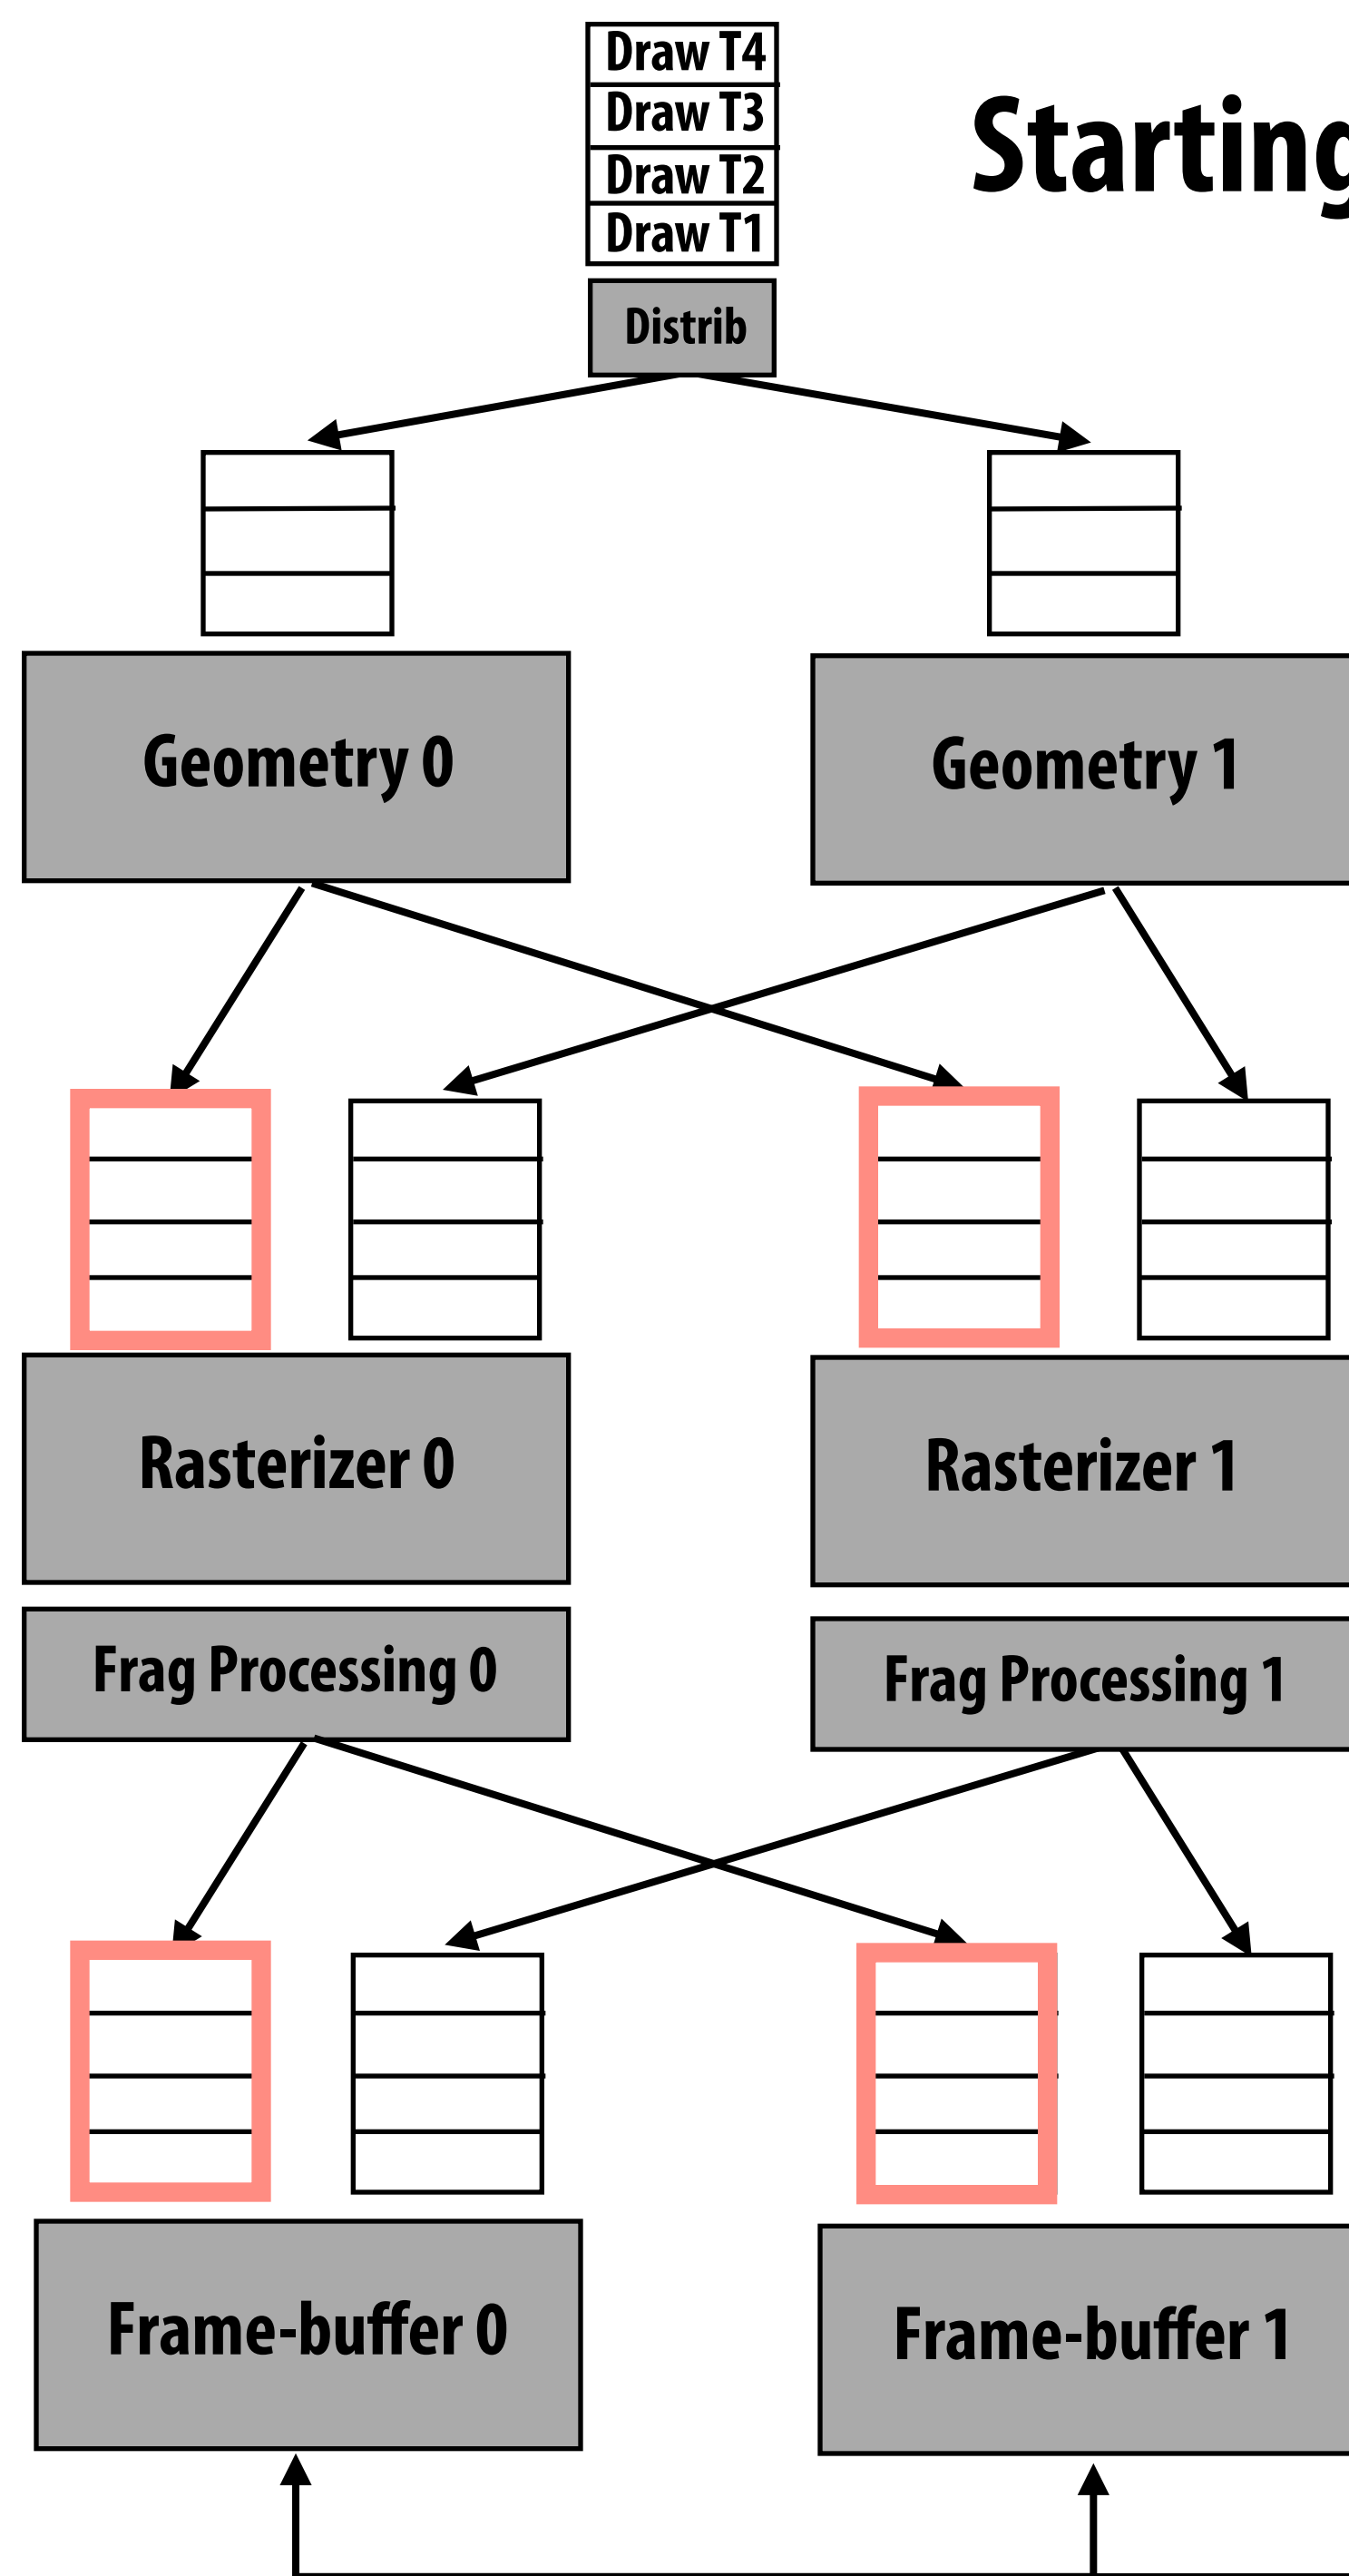 Draw T4
Starting
Draw T3
Draw T2
Draw T1
Distrib
Geometry 0
Geometry 1
Rasterizer 0
Rasterizer 1
Frag Processing 0
Frag Processing 1
Frame-buffer 0
Frame-buffer 1